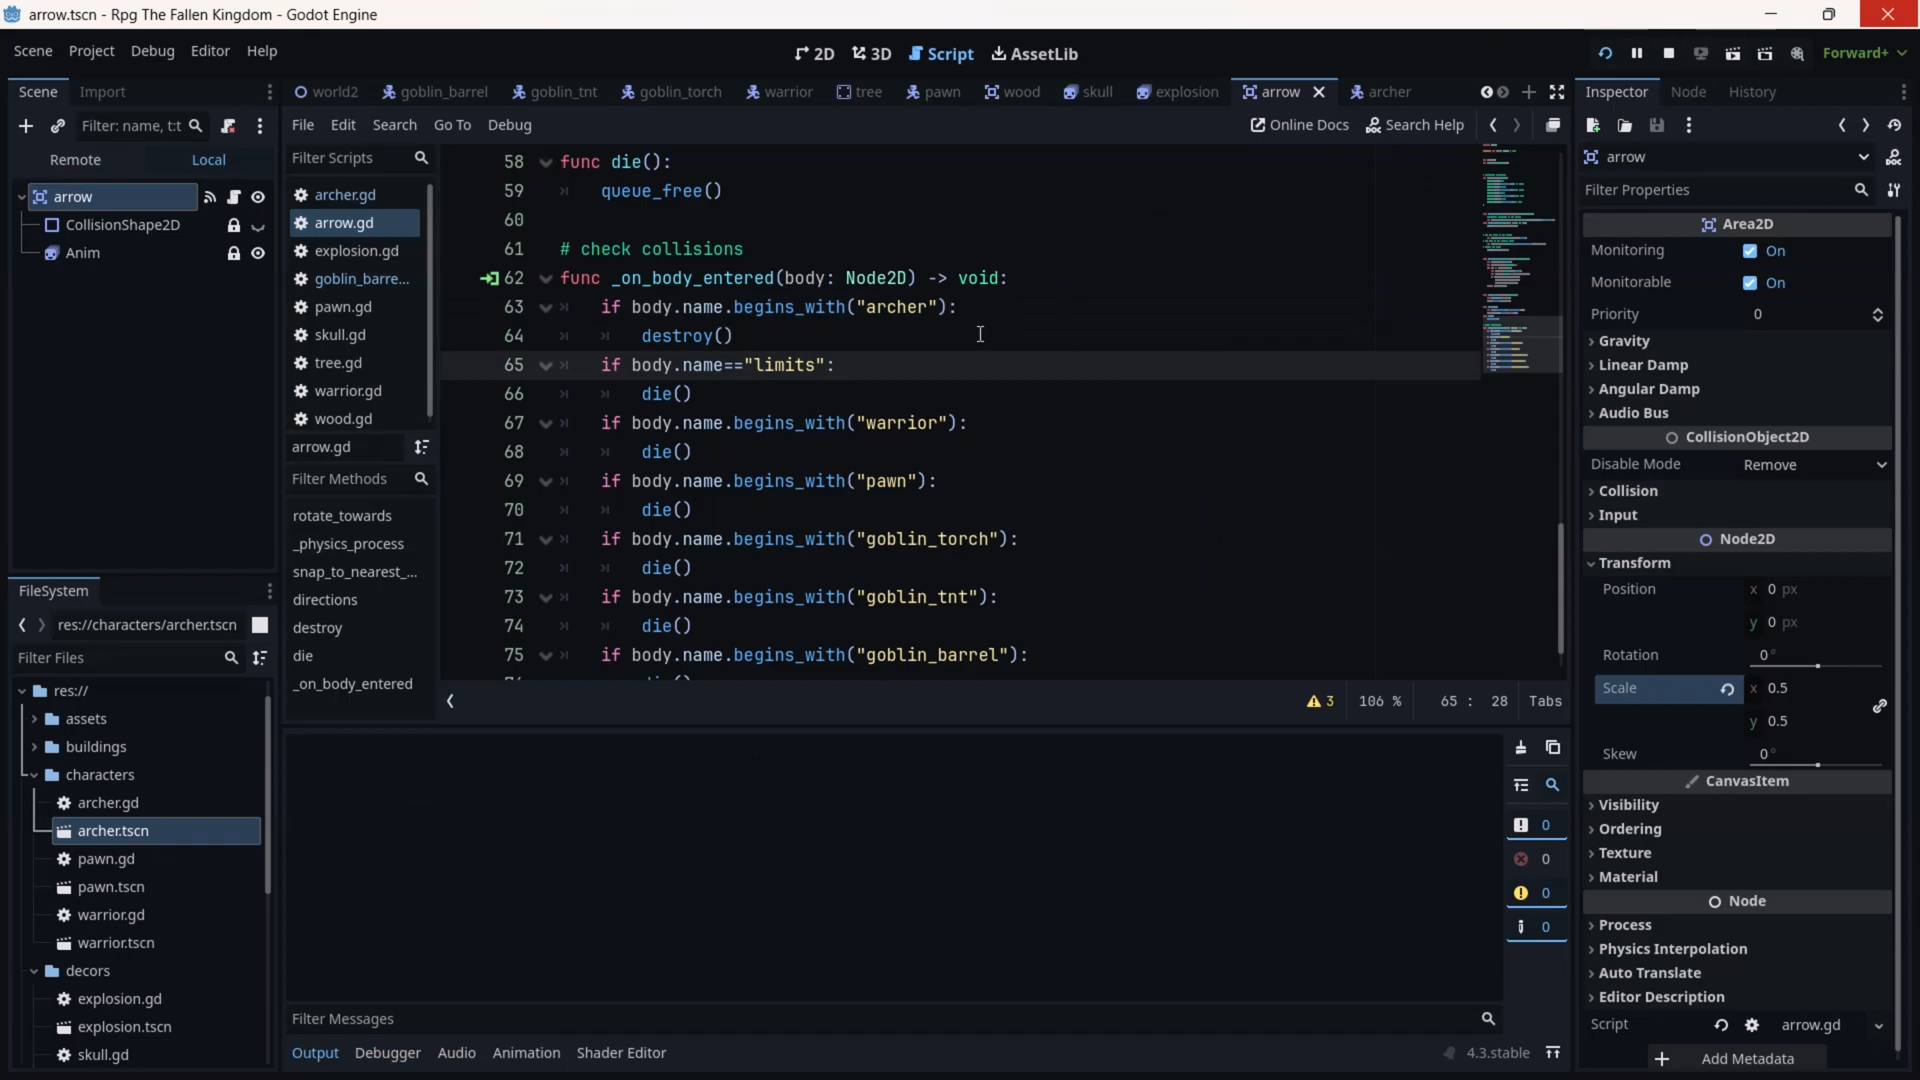 arrow.tscn - Rpg The Fallen Kingdom - Godot Engine
Scene Project Debug Editor Help
2D 3D Script AssetLib
Forward+
Scene Import
world2 goblin_barrel goblin_tnt goblin_torch warrior tree pawn wood skull explosion arrow archer
Inspector Node History
Filter: name, t:t
File Edit Search Go To Debug
Online Docs Search Help
Remote Local
arrow
CollisionShape2D
Anim
Filter Scripts
archer.gd
arrow.gd
explosion.gd
goblin_barre...
pawn.gd
skull.gd
tree.gd
warrior.gd
wood.gd
arrow.gd
Filter Methods
rotate_towards
_physics_process
snap_to_nearest_...
directions
destroy
die
_on_body_entered
58 func die():
59 queue_free()
60
61 # check collisions
62 func _on_body_entered(body: Node2D) -> void:
63 if body.name.begins_with("archer"):
64 destroy()
65 if body.name=="limits":
66 die()
67 if body.name.begins_with("warrior"):
68 die()
69 if body.name.begins_with("pawn"):
70 die()
71 if body.name.begins_with("goblin_torch"):
72 die()
73 if body.name.begins_with("goblin_tnt"):
74 die()
75 if body.name.begins_with("goblin_barrel"):
3 106 % 65 : 28 Tabs
FileSystem
res://characters/archer.tscn
Filter Files
res://
assets
buildings
characters
archer.gd
archer.tscn
pawn.gd
pawn.tscn
warrior.gd
warrior.tscn
decors
explosion.gd
explosion.tscn
skull.gd
0
0
0
0
Filter Messages
Output Debugger Audio Animation Shader Editor
4.3.stable
arrow
Filter Properties
Area2D
Monitoring On
Monitorable On
Priority 0
Gravity
Linear Damp
Angular Damp
Audio Bus
CollisionObject2D
Disable Mode Remove
Collision
Input
Node2D
Transform
Position x 0 px
y 0 px
Rotation 0 °
Scale x 0.5
y 0.5
Skew 0 °
CanvasItem
Visibility
Ordering
Texture
Material
Node
Process
Physics Interpolation
Auto Translate
Editor Description
Script arrow.gd
Add Metadata